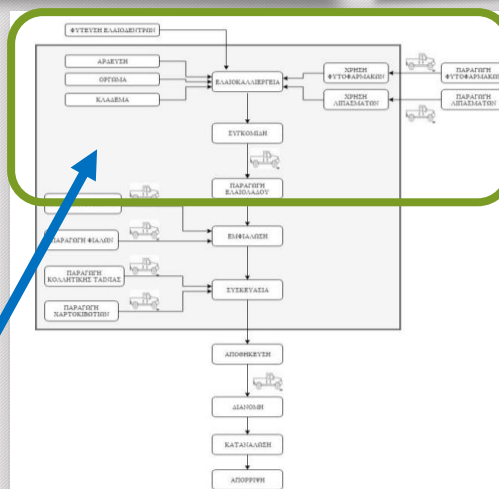 ΦΥΤΕΥΣΗ ΕΛΑΙΟΔΕΝΤΡΩΝ
ΑΡΔΕΥΣΗ
ΟΡΓΩΜΑ
ΚΛΑΔΕΜΑ
ΕΛΑΙΟΚΑΛΛΙΕΡΓΕΙΑ
ΧΡΗΣΗ
ΦΥΤΟΦΑΡΜΑΚΩΝ
ΠΑΡΑΓΩΓΗ
ΦΥΤΟΦΑΡΜΑΚΩΝ
ΧΡΗΣΗ
ΛΙΠΑΣΜΑΤΩΝ
ΠΑΡΑΓΩΓΗ
ΛΙΠΑΣΜΑΤΩΝ
ΣΥΓΚΟΜΙΔΗ
ΠΑΡΑΓΩΓΗ
ΕΛΑΙΟΛΑΔΟΥ
ΠΑΡΑΓΩΓΗ ΦΙΑΛΩΝ
ΕΜΦΙΑΛΩΣΗ
ΠΑΡΑΓΩΓΗ
ΚΟΛΛΗΤΙΚΗΣ ΤΑΙΝΙΑΣ
ΣΥΣΚΕΥΑΣΙΑ
ΠΑΡΑΓΩΓΗ
ΧΑΡΤΟΚΙΒΩΤΙΩΝ
ΑΠΟΘΗΚΕΥΣΗ
ΔΙΑΝΟΜΗ
ΚΑΤΑΝΑΛΩΣΗ
ΑΠΟΡΡΙΨΗ